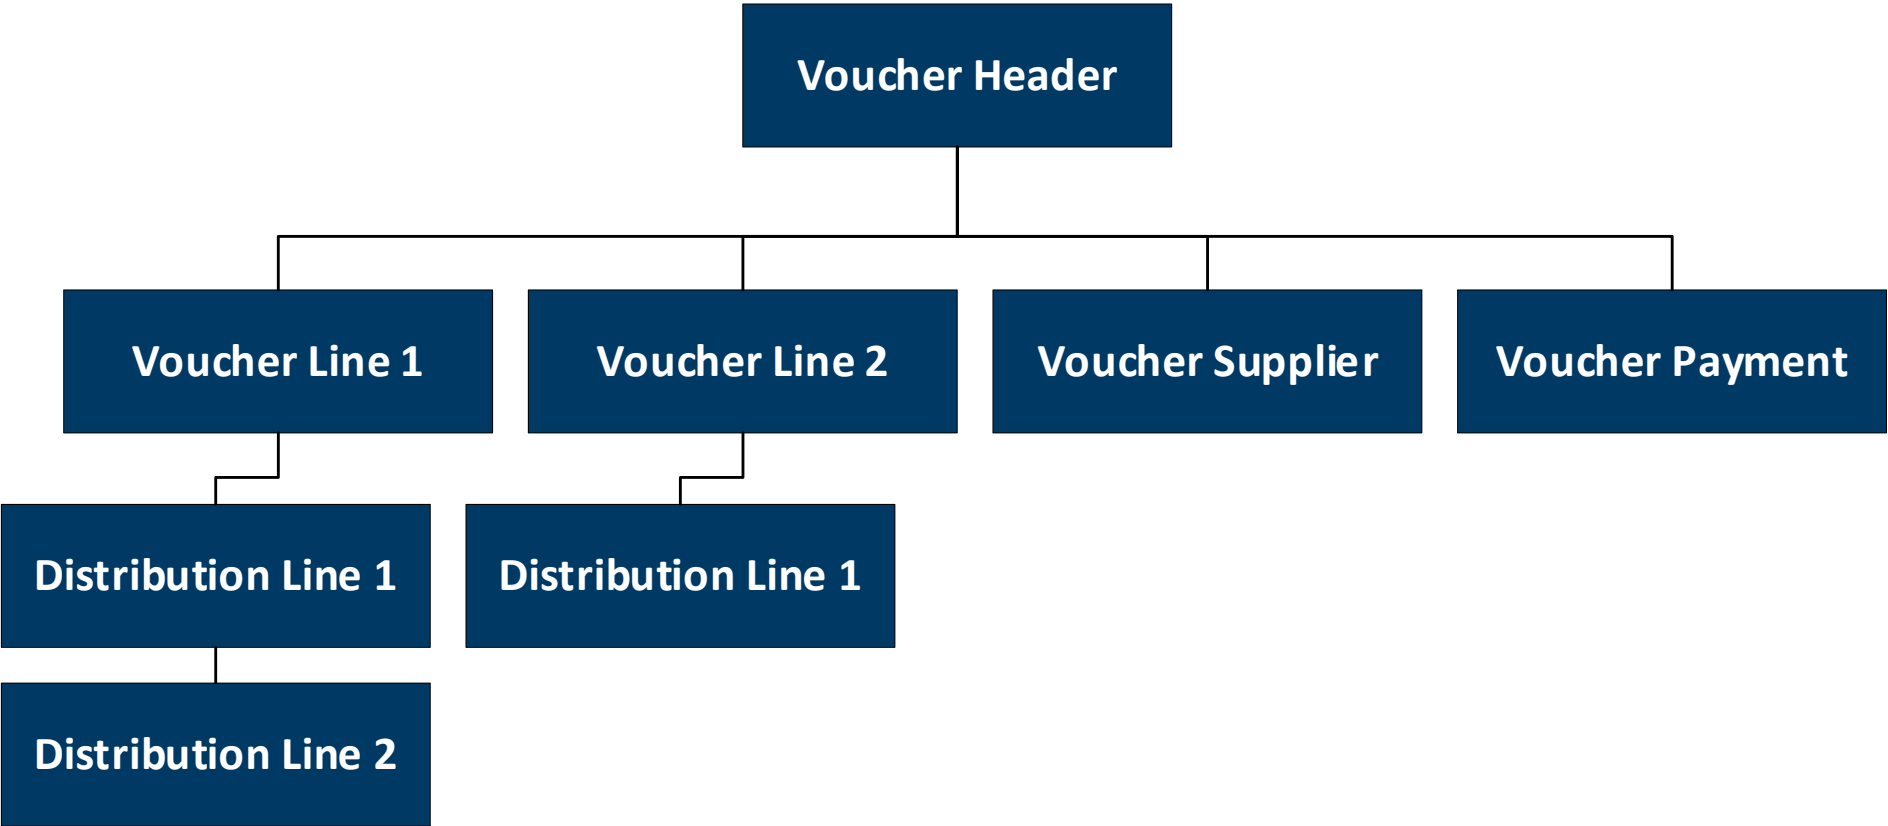 Voucher Header
Voucher Line 1
Voucher Line 2
Voucher Supplier
Voucher Payment
Distribution Line 1
Distribution Line 1
Distribution Line 2